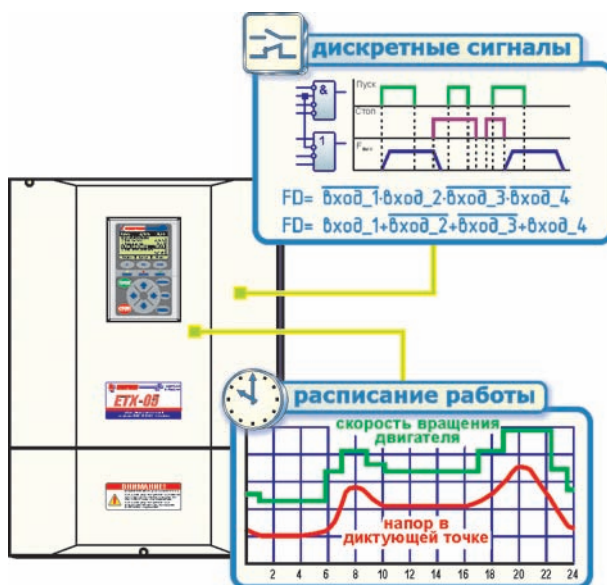 дискретные сигналы
&
1
Пуск
Стоп
FD= вход_1·вход_2·вход_3·вход_4
FD= вход_1+вход_2+вход_3+вход_4
ETX-05
ВНИМАНИЕ!
расписание работы
скорость вращения
двигателя
напор в
диктующей точке
2 4 6 8 10 12 14 16 18 20 22 24